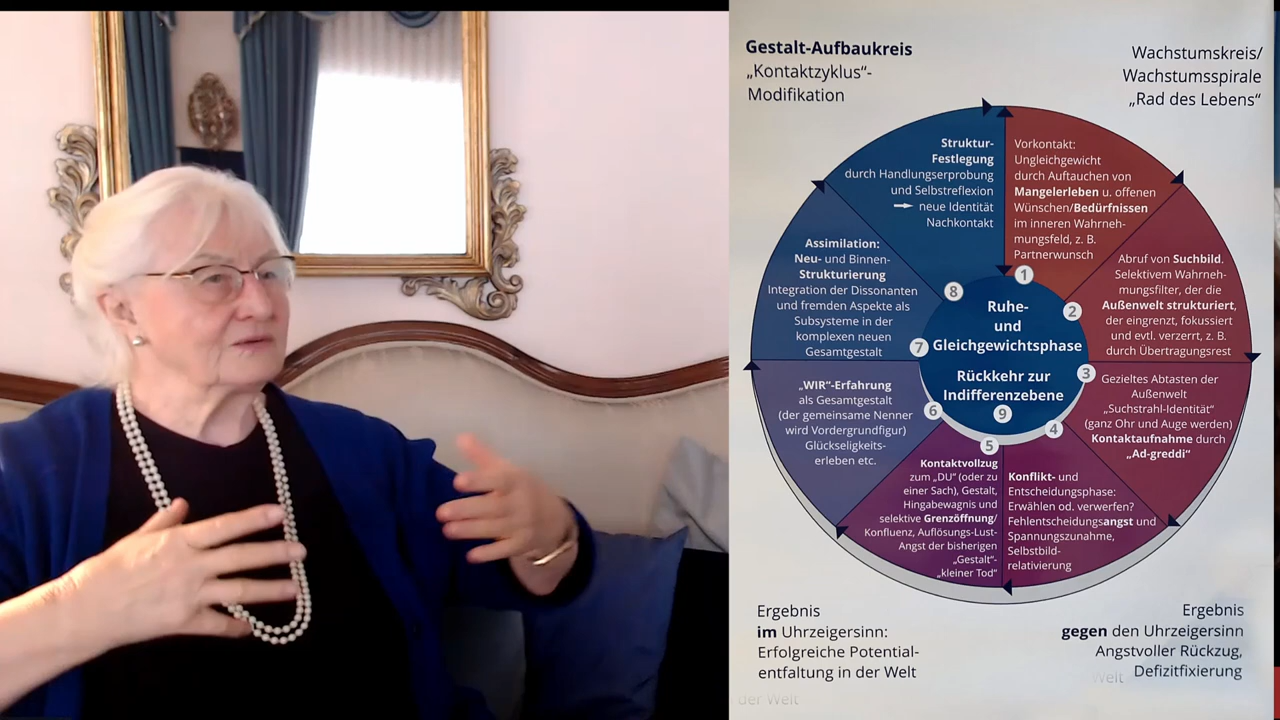 Gestalt-Aufbaukreis
„Kontaktzyklus“-
Modifikation
Wachstumskreis/
Wachstumsspirale
„Rad des Lebens“
Vorkontakt:
Ungleichgewicht
durch Auftauchen von
Mangelerleben u. offenen
Wünschen/Bedürfnissen
im inneren Wahrneh-
mungsfeld, z. B.
Partnerwunsch
1
Abruf von Suchbild.
Selektivem Wahrneh-
mungsfilter, der die
Außenwelt strukturiert,
der eingrenzt, fokussiert
und evtl. verzerrt, z. B.
durch Übertragungsrest
2
Gezieltes Abtasten der
Außenwelt
„Suchstrahl-Identität“
(ganz Ohr und Auge werden)
Kontaktaufnahme durch
„Ad-greddi“
3
Konflikt- und
Entscheidungsphase:
Erwählen od. verwerfen?
Fehlentscheidungsangst und
Spannungszunahme,
Selbstbild-
relativierung
4
Kontaktvollzug
zum „DU“ (oder zu
einer Sach), Gestalt,
Hingabewagnis und
selektive Grenzöffnung/
Konfluenz, Auflösungs-Lust-
Angst der bisherigen
„Gestalt“-
„kleiner Tod“
5
„WIR“-Erfahrung
als Gesamtgestalt
(der gemeinsame Nenner
wird Vordergrundfigur)
Glückseligkeits-
erleben etc.
6
Assimilation:
Neu- und Binnen-
Strukturierung
Integration der Dissonanten
und fremden Aspekte als
Subsysteme in der
komplexen neuen
Gesamtgestalt
7
Struktur-
Festlegung
durch Handlungserprobung
und Selbstreflexion
neue Identität
Nachkontakt
8
Ruhe-
und
Gleichgewichtsphase
Rückkehr zur
Indifferenzebene
9
Ergebnis
im Uhrzeigersinn:
Erfolgreiche Potential-
entfaltung in der Welt
Ergebnis
gegen den Uhrzeigersinn
Angstvoller Rückzug,
Defizitfixierung
Welt
der Welt